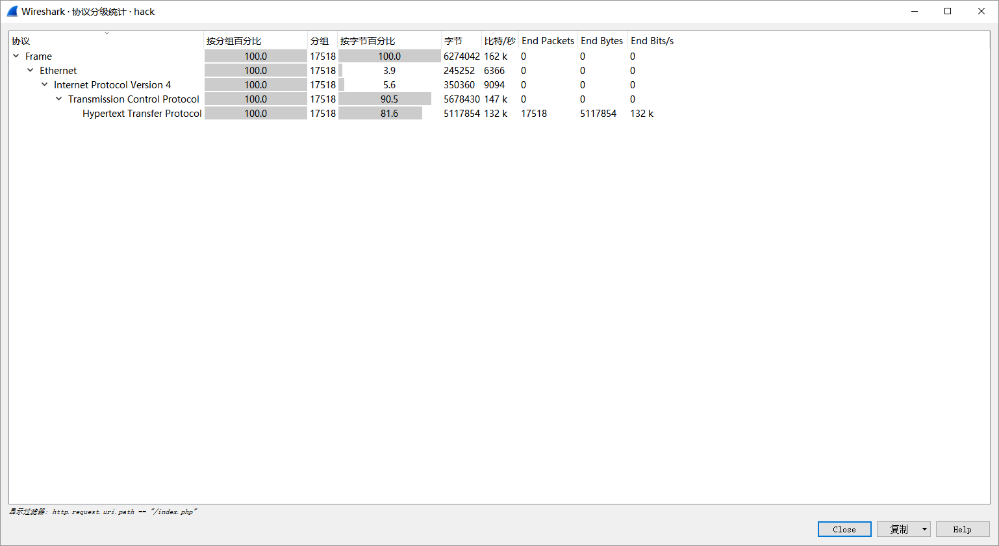 Wireshark · 协议分级统计 · hack
协议 按分组百分比 分组 按字节百分比 字节 比特/秒 End Packets End Bytes End Bits/s
Frame 100.0 17518 100.0 6274042 162 k 0 0 0
Ethernet 100.0 17518 3.9 245252 6366 0 0 0
Internet Protocol Version 4 100.0 17518 5.6 350360 9094 0 0 0
Transmission Control Protocol 100.0 17518 90.5 5678430 147 k 0 0 0
Hypertext Transfer Protocol 100.0 17518 81.6 5117854 132 k 17518 5117854 132 k
显示过滤器: http.request.uri.path == "/index.php"
Close 复制 Help